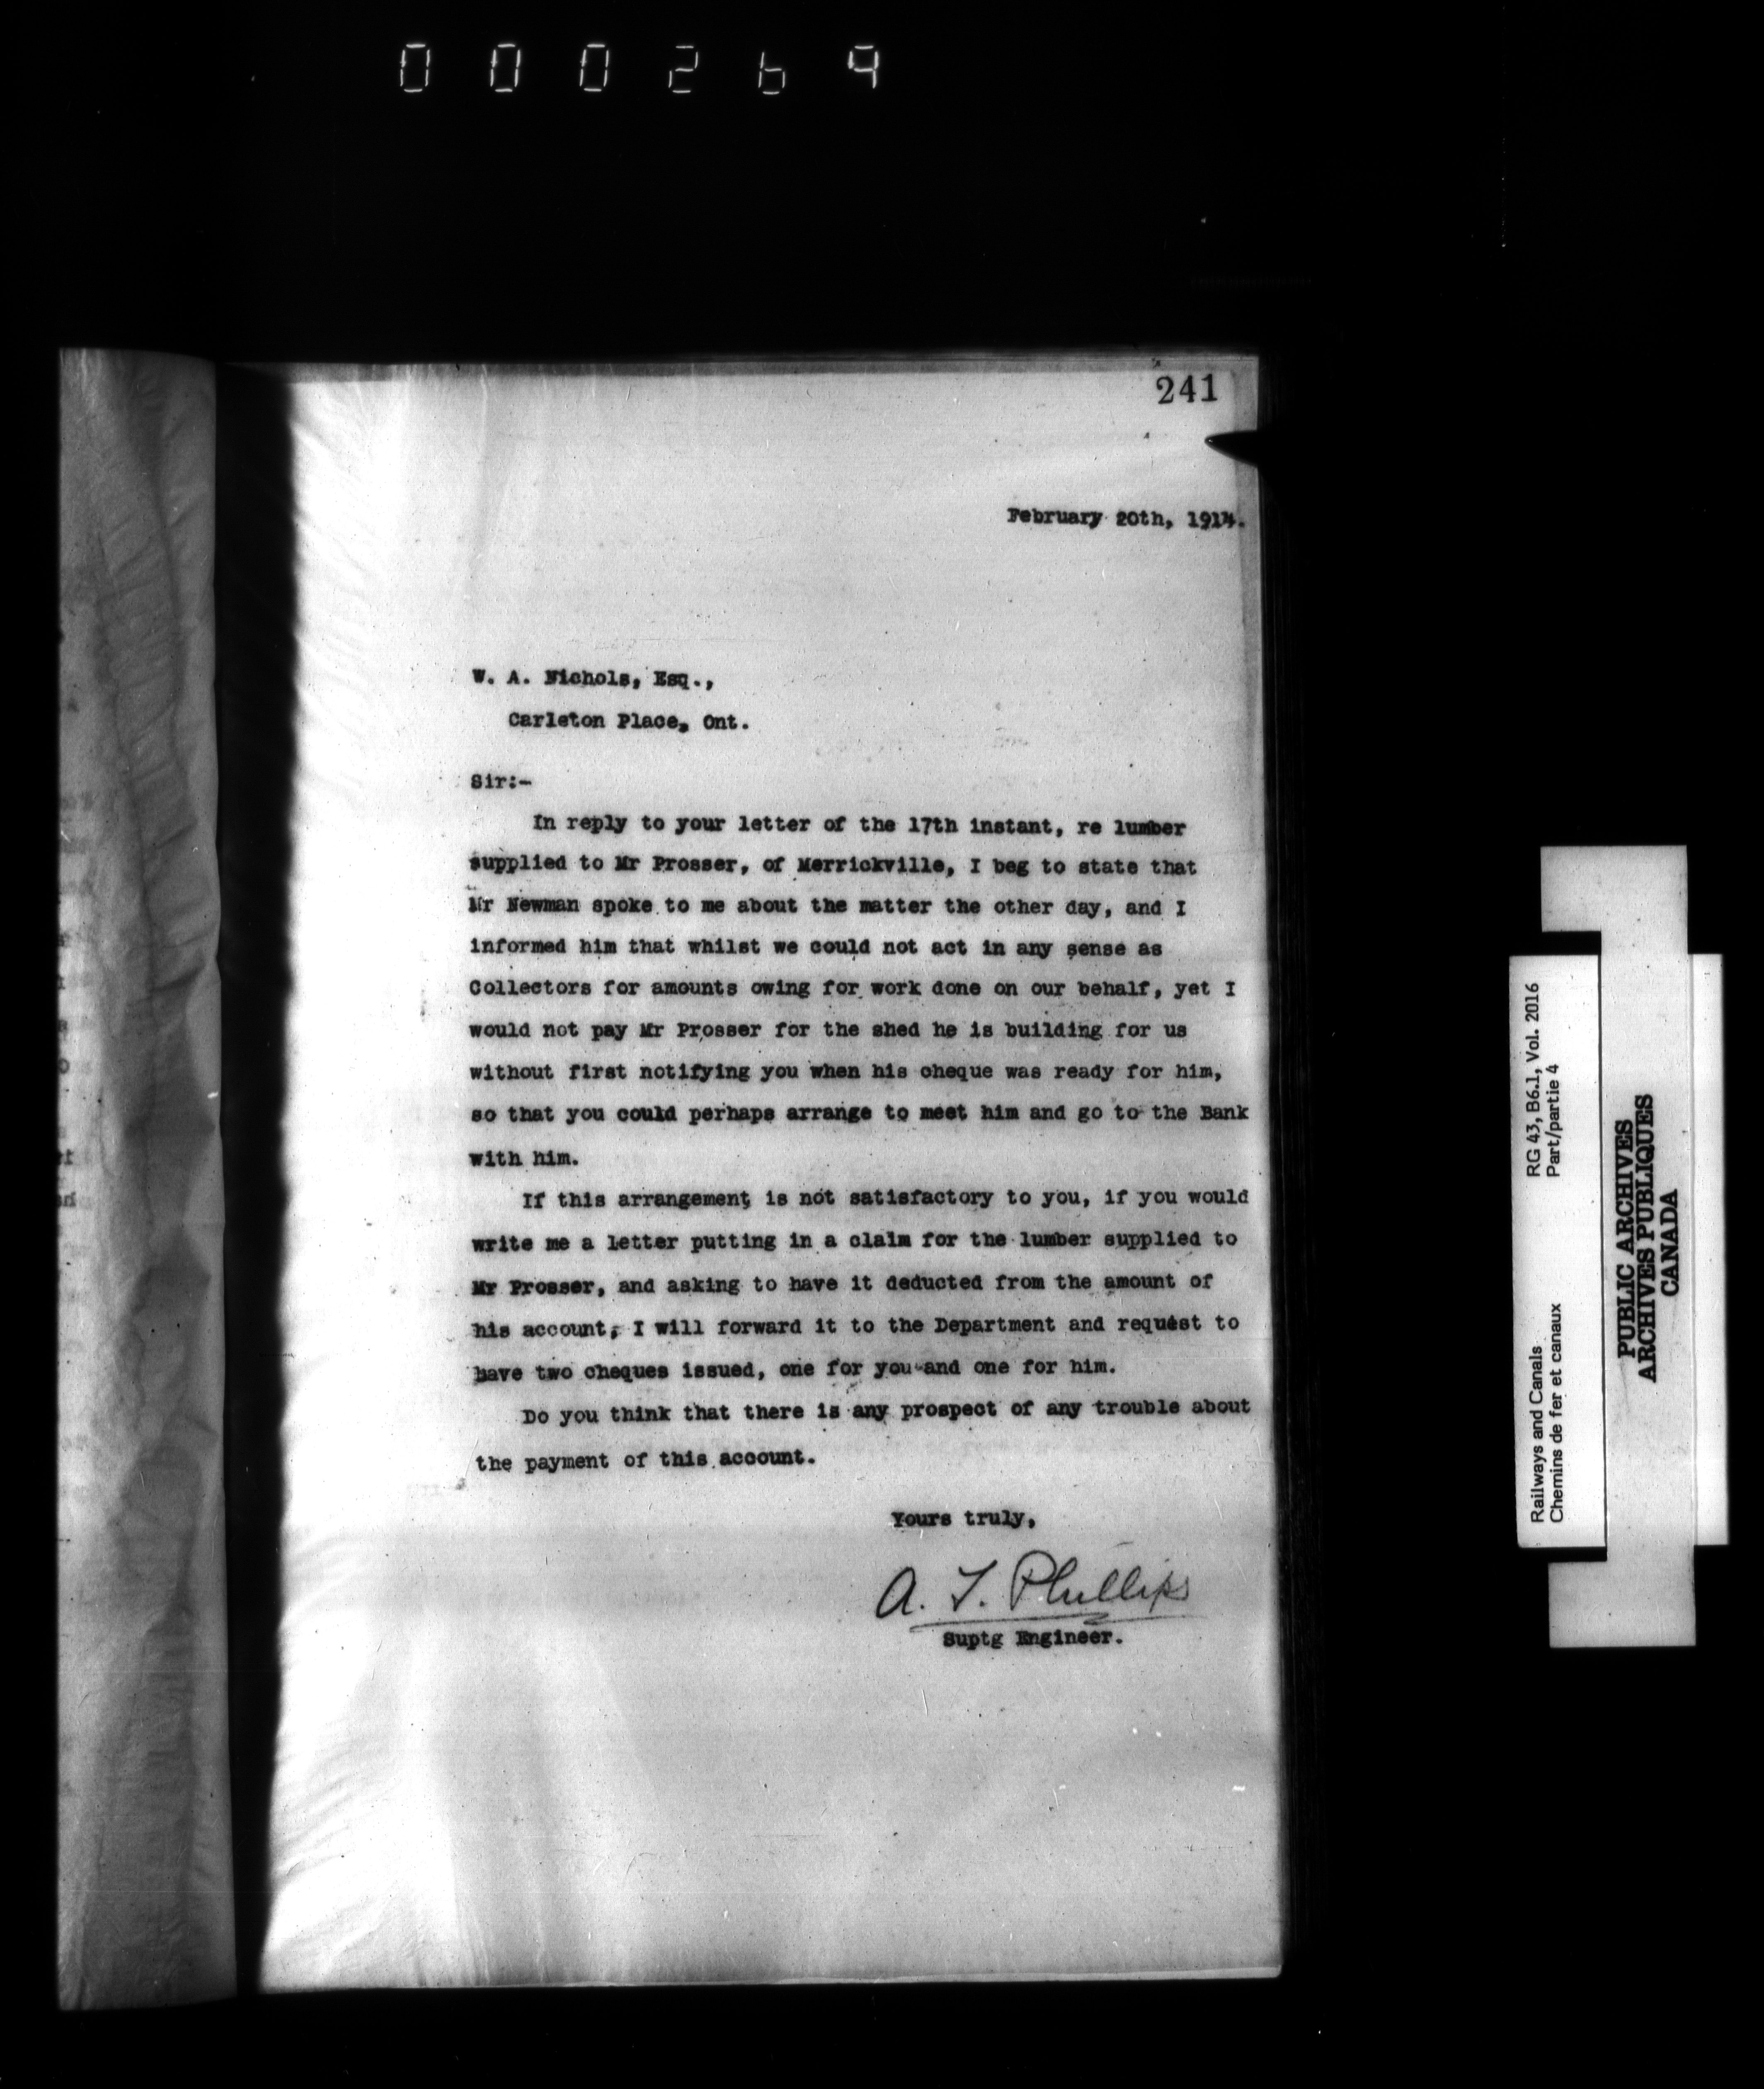 000269
241
February 20th, 1914.
W. A. Nichols, Esq.,
Carleton Place, Ont.
Sir:-
In reply to your letter of the 17th instant, re lumber
supplied to Mr Prosser, of Merrickville, I beg to state that
Mr Newman spoke to me about the matter the other day, and I
informed him that whilst we could not act in any sense as
Collectors for amounts owing for work done on our behalf, yet I
would not pay Mr Prosser for the shed he is building for us
without first notifying you when his cheque was ready for him,
so that you could perhaps arrange to meet him and go to the Bank
with him.
If this arrangement is not satisfactory to you, if you would
write me a letter putting in a claim for the lumber supplied to
Mr Prosser, and asking to have it deducted from the amount of
his account, I will forward it to the Department and request to
have two cheques issued, one for you and one for him.
Do you think that there is any prospect of any trouble about
the payment of this account.
Yours truly,
A. T. Phillips
Suptg Engineer.
Railways and Canals RG 43, B6.1, Vol. 2016
Chemins de fer et canaux Part/partie 4
PUBLIC ARCHIVES
ARCHIVES PUBLIQUES
CANADA